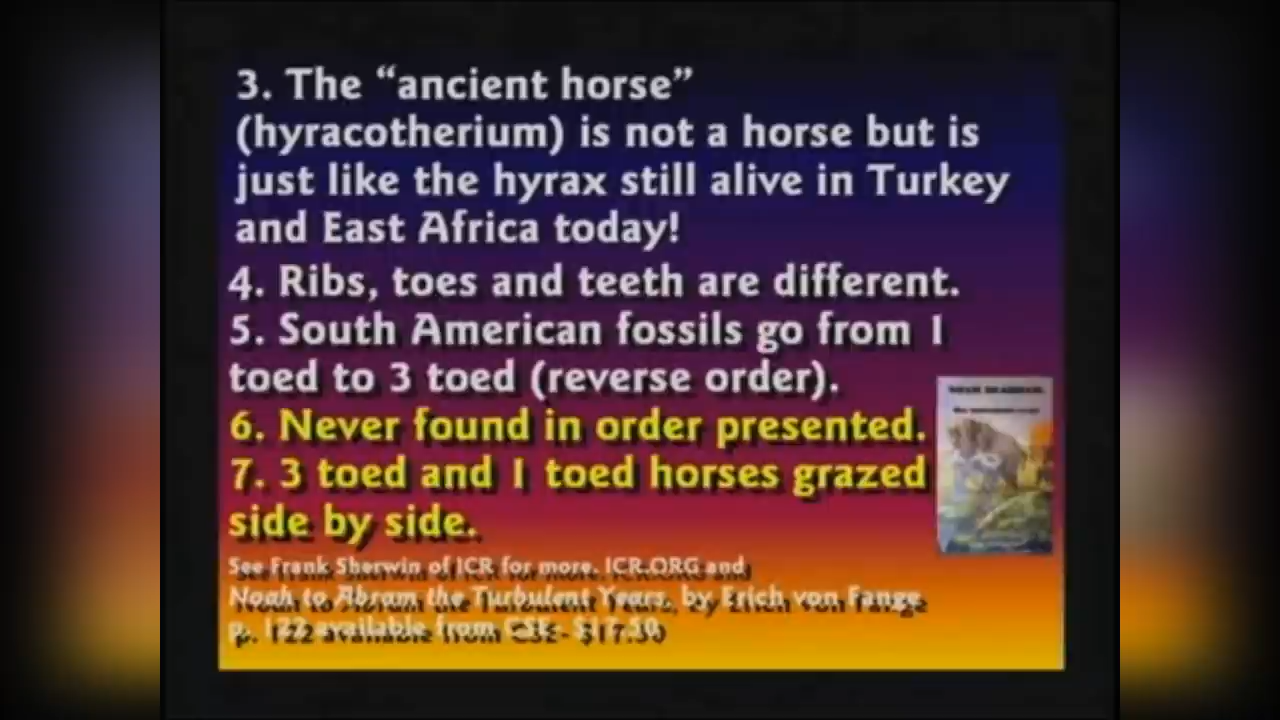 3. The “ancient horse”
(hyracotherium) is not a horse but is
just like the hyrax still alive in Turkey
and East Africa today!
4. Ribs, toes and teeth are different.
5. South American fossils go from 1
toed to 3 toed (reverse order).
6. Never found in order presented.
7. 3 toed and 1 toed horses grazed
side by side.
See Frank Sherwin of ICR for more. ICR.ORG and
Noah to Abram the Turbulent Years, by Erich von Fange
p. 122 available from CSE- $17.50